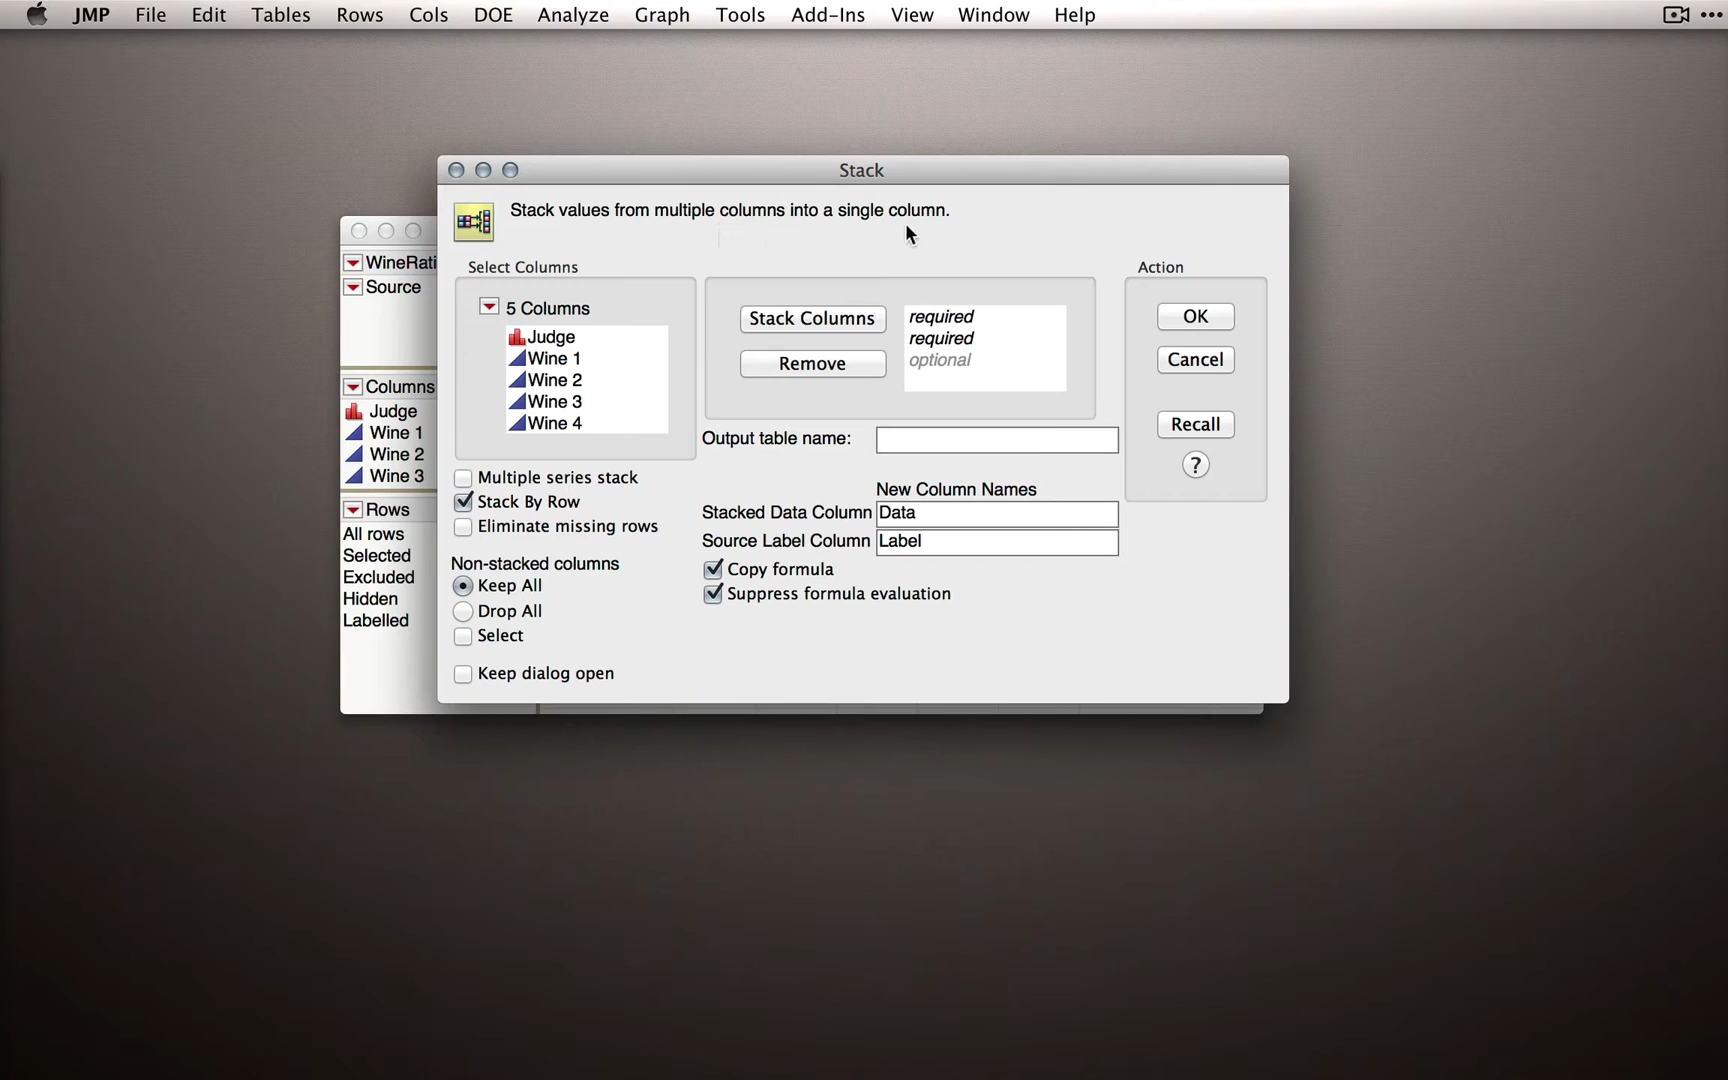 JMP File Edit Tables Rows Cols DOE Analyze Graph Tools Add-Ins View Window Help
Stack
Stack values from multiple columns into a single column.
WineRati
Source
Columns
Judge
Wine 1
Wine 2
Wine 3
Rows
All rows
Selected
Excluded
Hidden
Labelled
Select Columns
5 Columns
Judge
Wine 1
Wine 2
Wine 3
Wine 4
Multiple series stack
Stack By Row
Eliminate missing rows
Non-stacked columns
Keep All
Drop All
Select
Keep dialog open
Stack Columns
Remove
required
required
optional
Output table name:
New Column Names
Stacked Data Column Data
Source Label Column Label
Copy formula
Suppress formula evaluation
Action
OK
Cancel
Recall
?